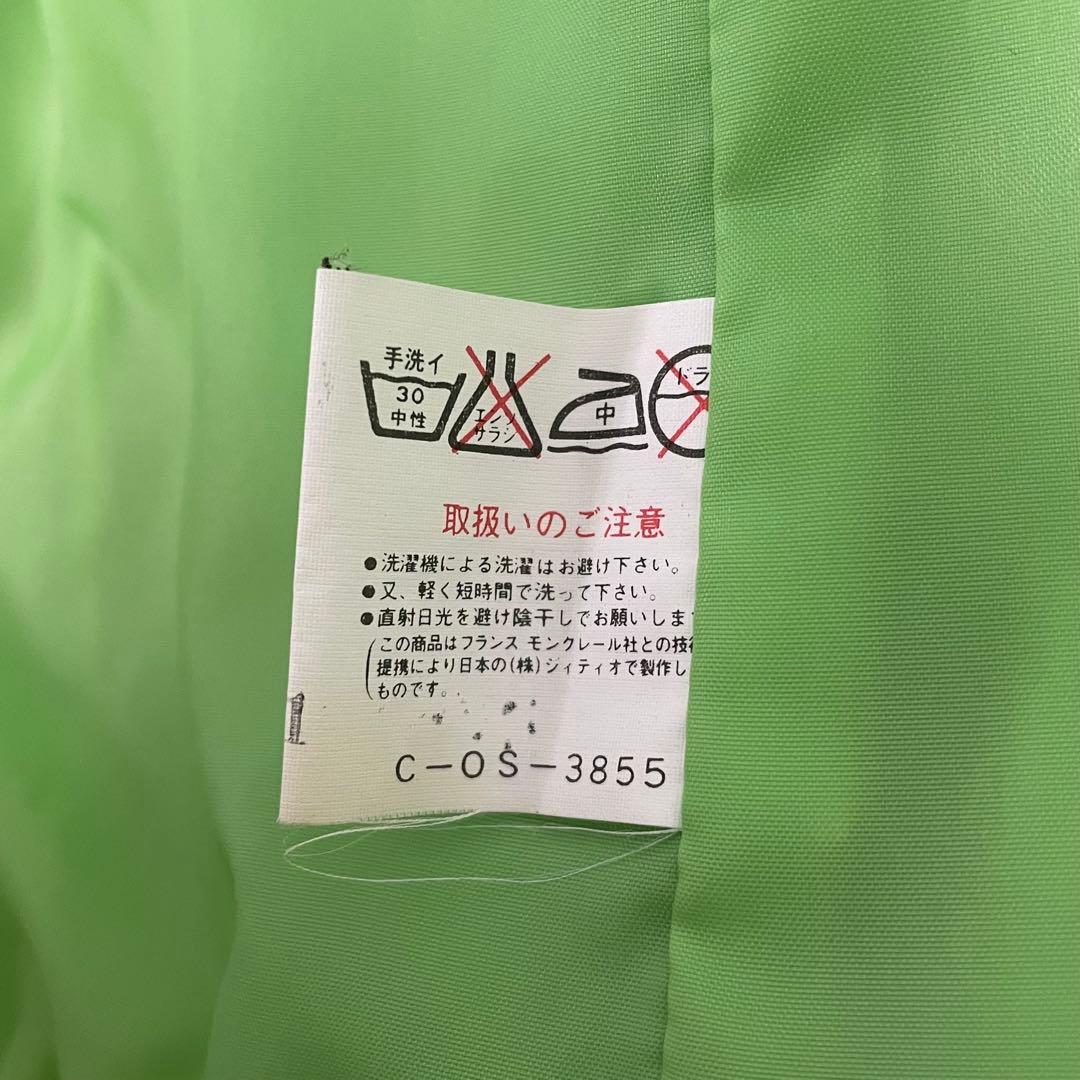 手洗イ
30
中性
エンソ
サラシ
中
ドラ
取扱いのご注意
●洗濯機による洗濯はお避け下さい。
●又、軽く短時間で洗って下さい。
●直射日光を避け陰干しでお願いしま
(この商品はフランス モンクレール社との技術
提携により日本の(株)ジィティオで製作し
ものです。
C-OS-3855